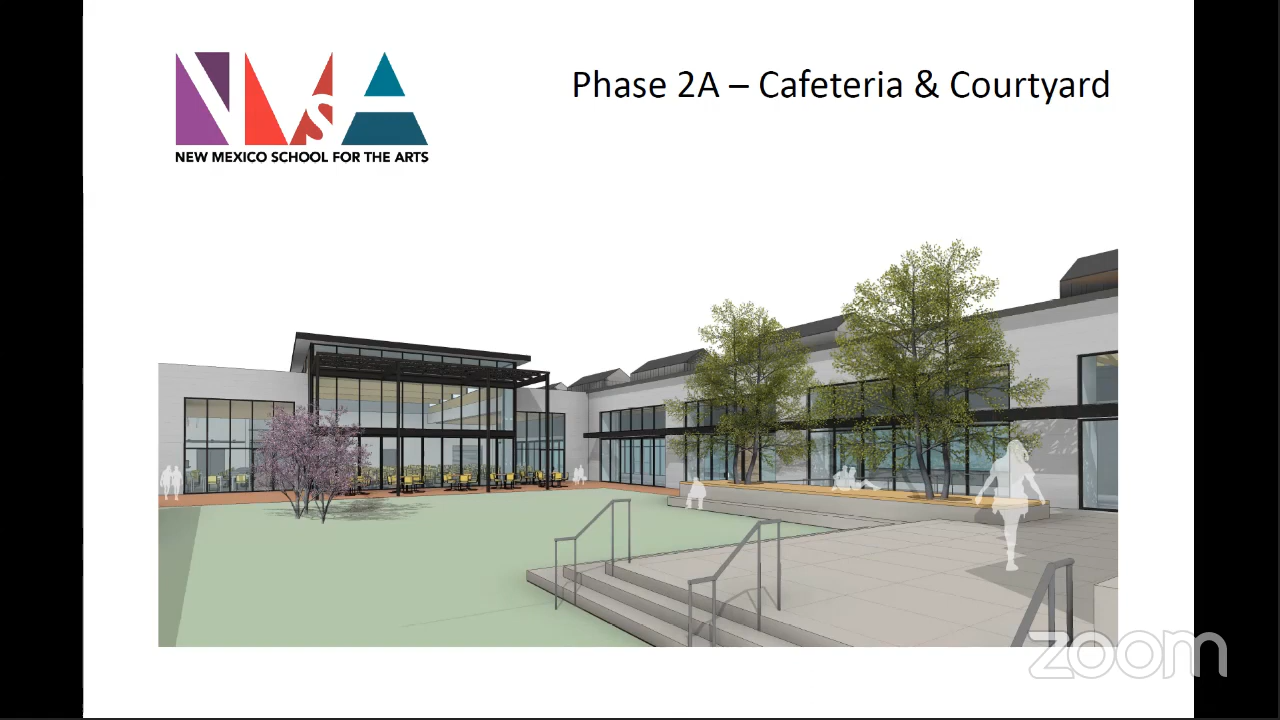 NMsA
NEW MEXICO SCHOOL FOR THE ARTS
Phase 2A – Cafeteria & Courtyard
zoom